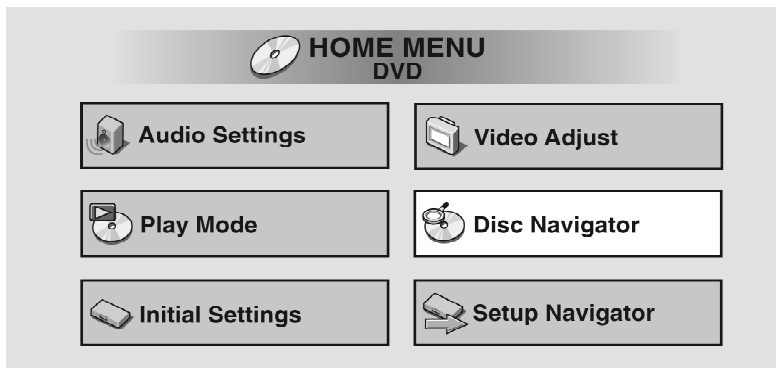 HOME MENU
DVD
Audio Settings
Video Adjust
Play Mode
Disc Navigator
Initial Settings
Setup Navigator